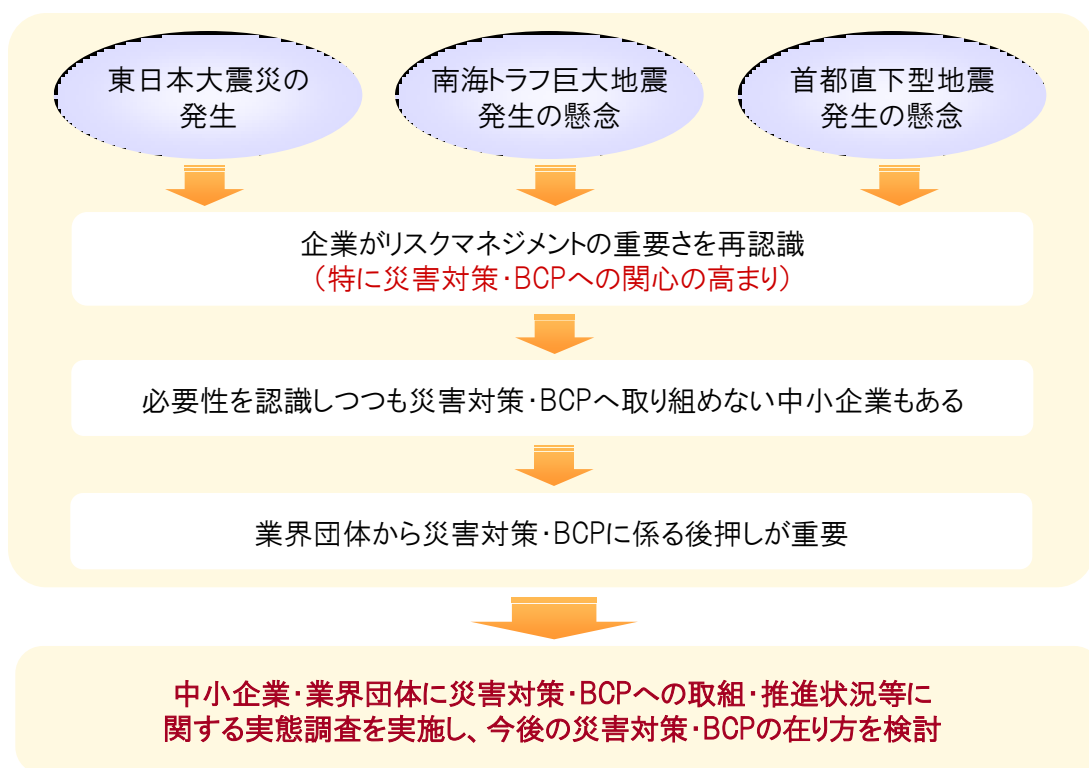 東日本大震災の
発生
南海トラフ巨大地震
発生の懸念
首都直下型地震
発生の懸念
企業がリスクマネジメントの重要さを再認識
（特に災害対策・BCPへの関心の高まり）
必要性を認識しつつも災害対策・BCPへ取り組めない中小企業もある
業界団体から災害対策・BCPに係る後押しが重要
中小企業・業界団体に災害対策・BCPへの取組・推進状況等に
関する実態調査を実施し、今後の災害対策・BCPの在り方を検討